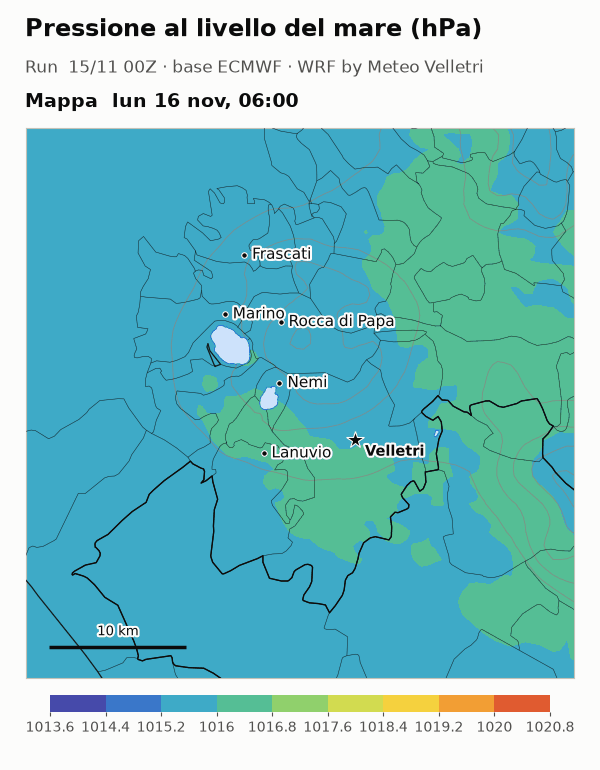 Pressione al livello del mare (hPa)
Run  15/11 00Z · base ECMWF · WRF by Meteo Velletri
Mappa  lun 16 nov, 06:00
Frascati
Marino
Rocca di Papa
Nemi
Velletri
Lanuvio
10 km
1013.6 1014.4 1015.2 1016 1016.8 1017.6 1018.4 1019.2 1020 1020.8